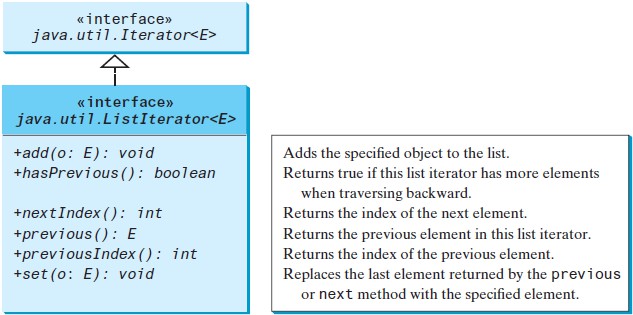 «interface»
java.util.Iterator<E>
«interface»
java.util.ListIterator<E>
+add(o: E): void
+hasPrevious(): boolean
+nextIndex(): int
+previous(): E
+previousIndex(): int
+set(o: E): void
Adds the specified object to the list.
Returns true if this list iterator has more elements
when traversing backward.
Returns the index of the next element.
Returns the previous element in this list iterator.
Returns the index of the previous element.
Replaces the last element returned by the previous
or next method with the specified element.